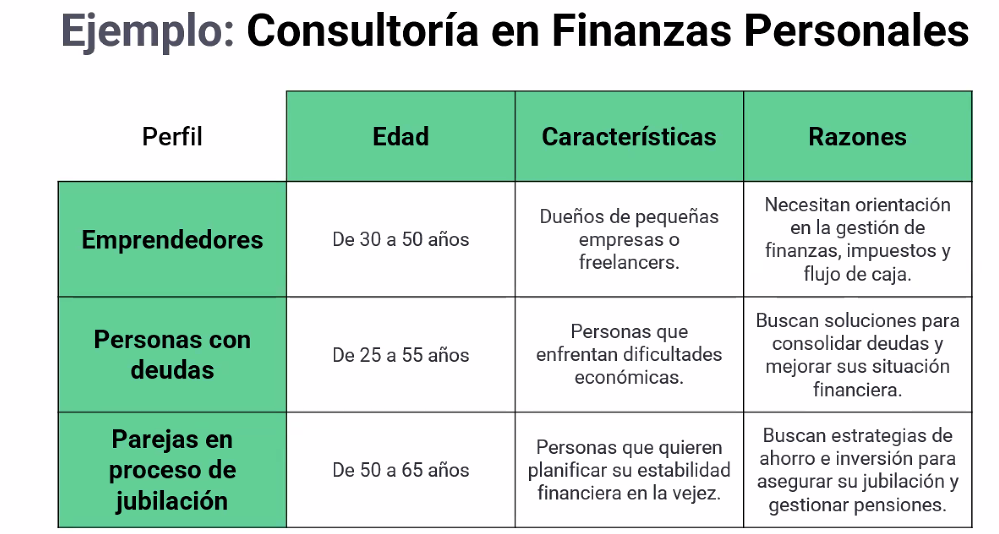 Ejemplo: Consultoría en Finanzas Personales
Perfil
Edad
Características
Razones
Emprendedores
De 30 a 50 años
Dueños de pequeñas
empresas o
freelancers.
Necesitan orientación
en la gestión de
finanzas, impuestos y
flujo de caja.
Personas con
deudas
De 25 a 55 años
Personas que
enfrentan dificultades
económicas.
Buscan soluciones para
consolidar deudas y
mejorar sus situación
financiera.
Parejas en
proceso de
jubilación
De 50 a 65 años
Personas que quieren
planificar su estabilidad
financiera en la vejez.
Buscan estrategias de
ahorro e inversión para
asegurar su jubilación y
gestionar pensiones.